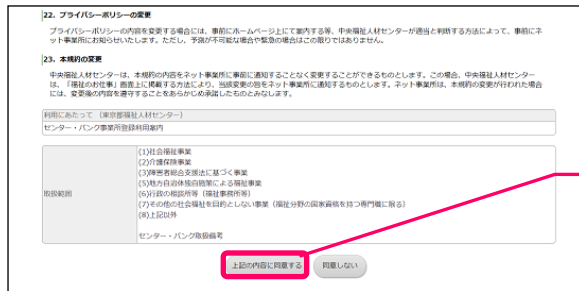 22. プライバシーポリシーの変更
プライバシーポリシーの内容を変更する場合には、事前にホームページ上にて案内する等、中央福祉人材センターが適当と判断する方法によって、事前にネ
ット事業所にお知らせいたします。ただし、予測が不可能な場合や緊急の場合はこの限りではありません。
23. 本規約の変更
中央福祉人材センターは、本規約の内容をネット事業所に事前に通知することなく変更することができるものとします。この場合、中央福祉人材センター
は、「福祉のお仕事」画面上に掲載する方法により、当該変更の旨をネット事業所に通知するものとします。ネット事業所は、本規約の変更が行われた場合
には、変更後の内容を遵守することをあらかじめ承諾したものとみなします。
利用にあたって （東京都福祉人材センター）
センター・バンク事業所登録利用案内
取扱範囲
(1)社会福祉事業
(2)介護保険事業
(3)障害者総合支援法に基づく事業
(5)地方自治体独自施策による福祉事業
(6)行政の相談所等（福祉事務所等）
(7)その他の社会福祉を目的としない事業（福祉分野の国家資格を持つ専門職に限る）
(8)上記以外
センター・バンク取扱備考
上記の内容に同意する
同意しない